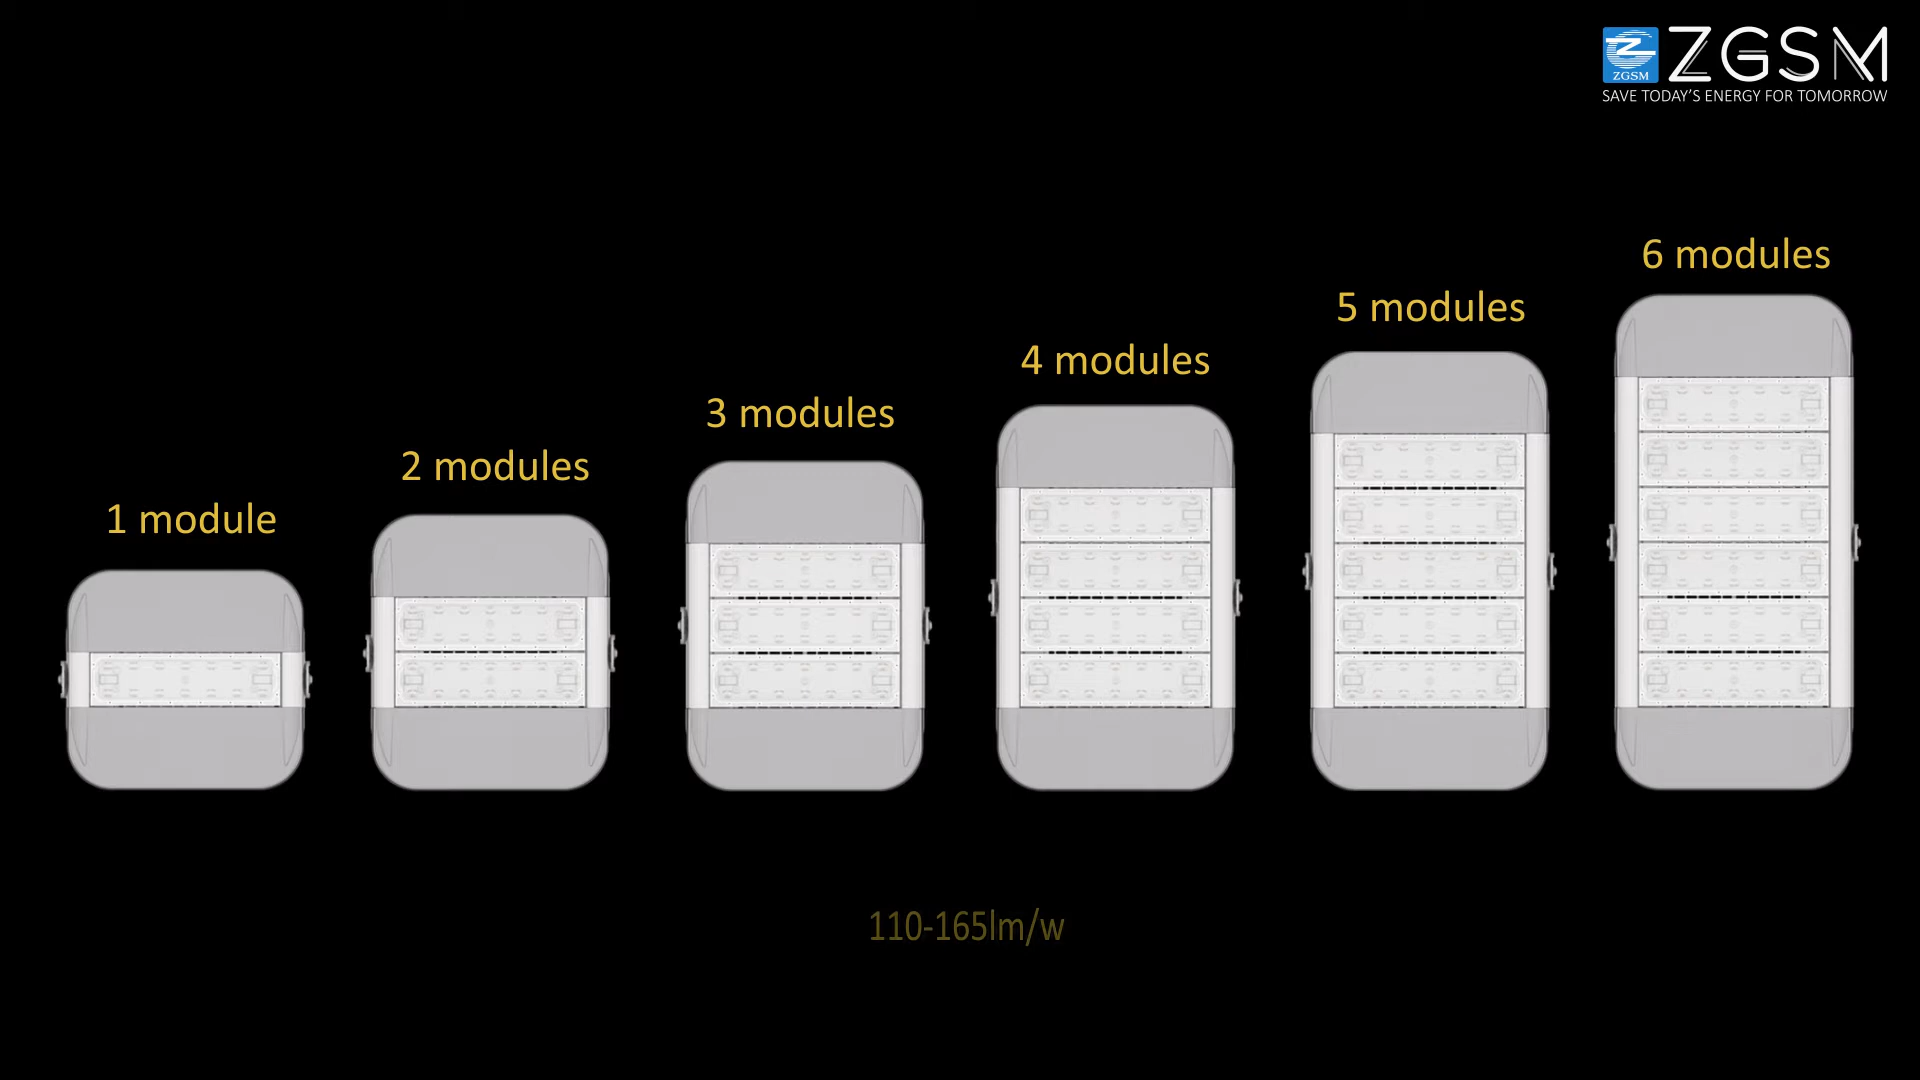 ZGSM
ZGSM
SAVE TODAY'S ENERGY FOR TOMORROW
1 module
2 modules
3 modules
4 modules
5 modules
6 modules
110-165lm/w